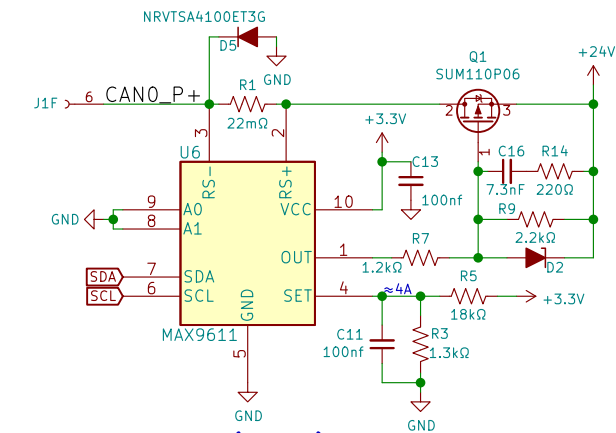 NRVTSA4100ET3G
D5
GND
Q1
SUM110P06
+24V
J1F
6
CAN0_P+
R1
22mΩ
2
3
1
+3.3V
3
2
U6
RS-
RS+
C13
100nf
C16
7.3nF
R14
220Ω
GND
9
A0
8
A1
VCC
10
R9
2.2kΩ
OUT
1
R7
1.2kΩ
D2
SDA
7
SDA
SCL
6
SCL
SET
4
≈4A
R5
18kΩ
+3.3V
GND
MAX9611
5
C11
100nf
R3
1.3kΩ
GND
GND